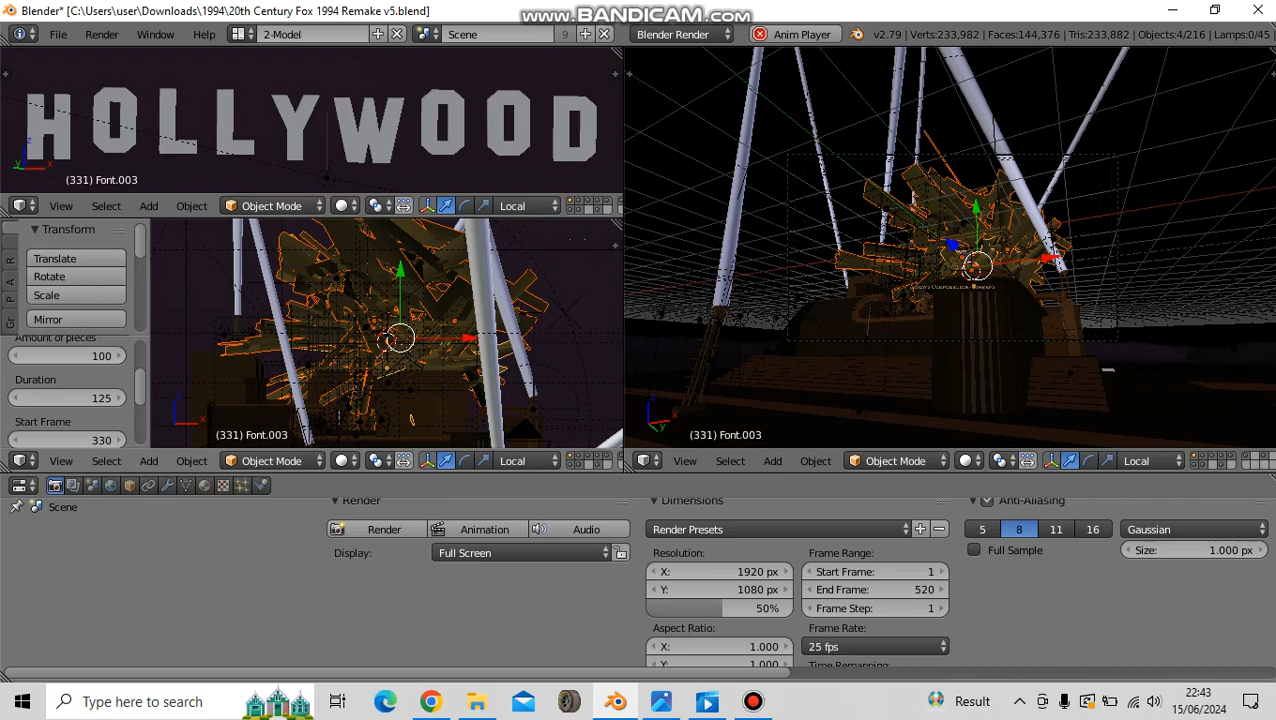 Blender* [C:\Users\user\Downloads\1994\20th Century Fox 1994 Remake v5.blend]
www.BANDICAM.com
File Render Window Help 2-Model Scene 9 Blender Render Anim Player v2.79 | Verts:233,982 | Faces:144,376 | Tris:233,882 | Objects:4/216 | Lamps:0/45
HOLLYWOOD
z
y x
(331) Font.003
View Select Add Object Object Mode Local
Transform
Translate
Rotate
Scale
Mirror
Amount of pieces
100
Duration
125
Start Frame
330
R
A
P
Gr
z
x
(331) Font.003
View Select Add Object Object Mode Local
z
x
y
(331) Font.003
View Select Add Object Object Mode Local
Scene
Render
Render Animation Audio
Display: Full Screen
Dimensions
Render Presets
Resolution:
X: 1920 px
Y: 1080 px
50%
Aspect Ratio:
X: 1.000
1.000
Frame Range:
Start Frame: 1
End Frame: 520
Frame Step: 1
Frame Rate:
25 fps
Time Remapping:
Anti-Aliasing
5 8 11 16 Gaussian
Full Sample Size: 1.000 px
Type here to search
Result
22:43
15/06/2024